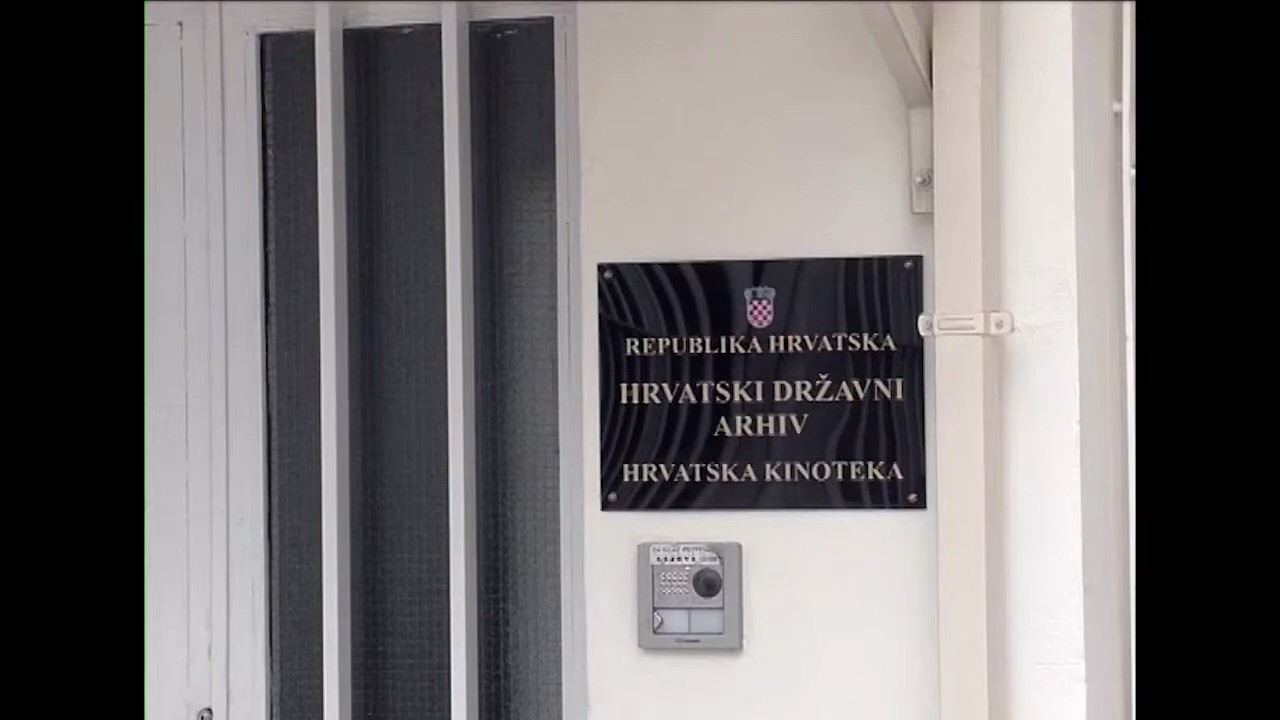 REPUBLIKA HRVATSKA
HRVATSKI DRŽAVNI
ARHIV
HRVATSKA KINOTEKA